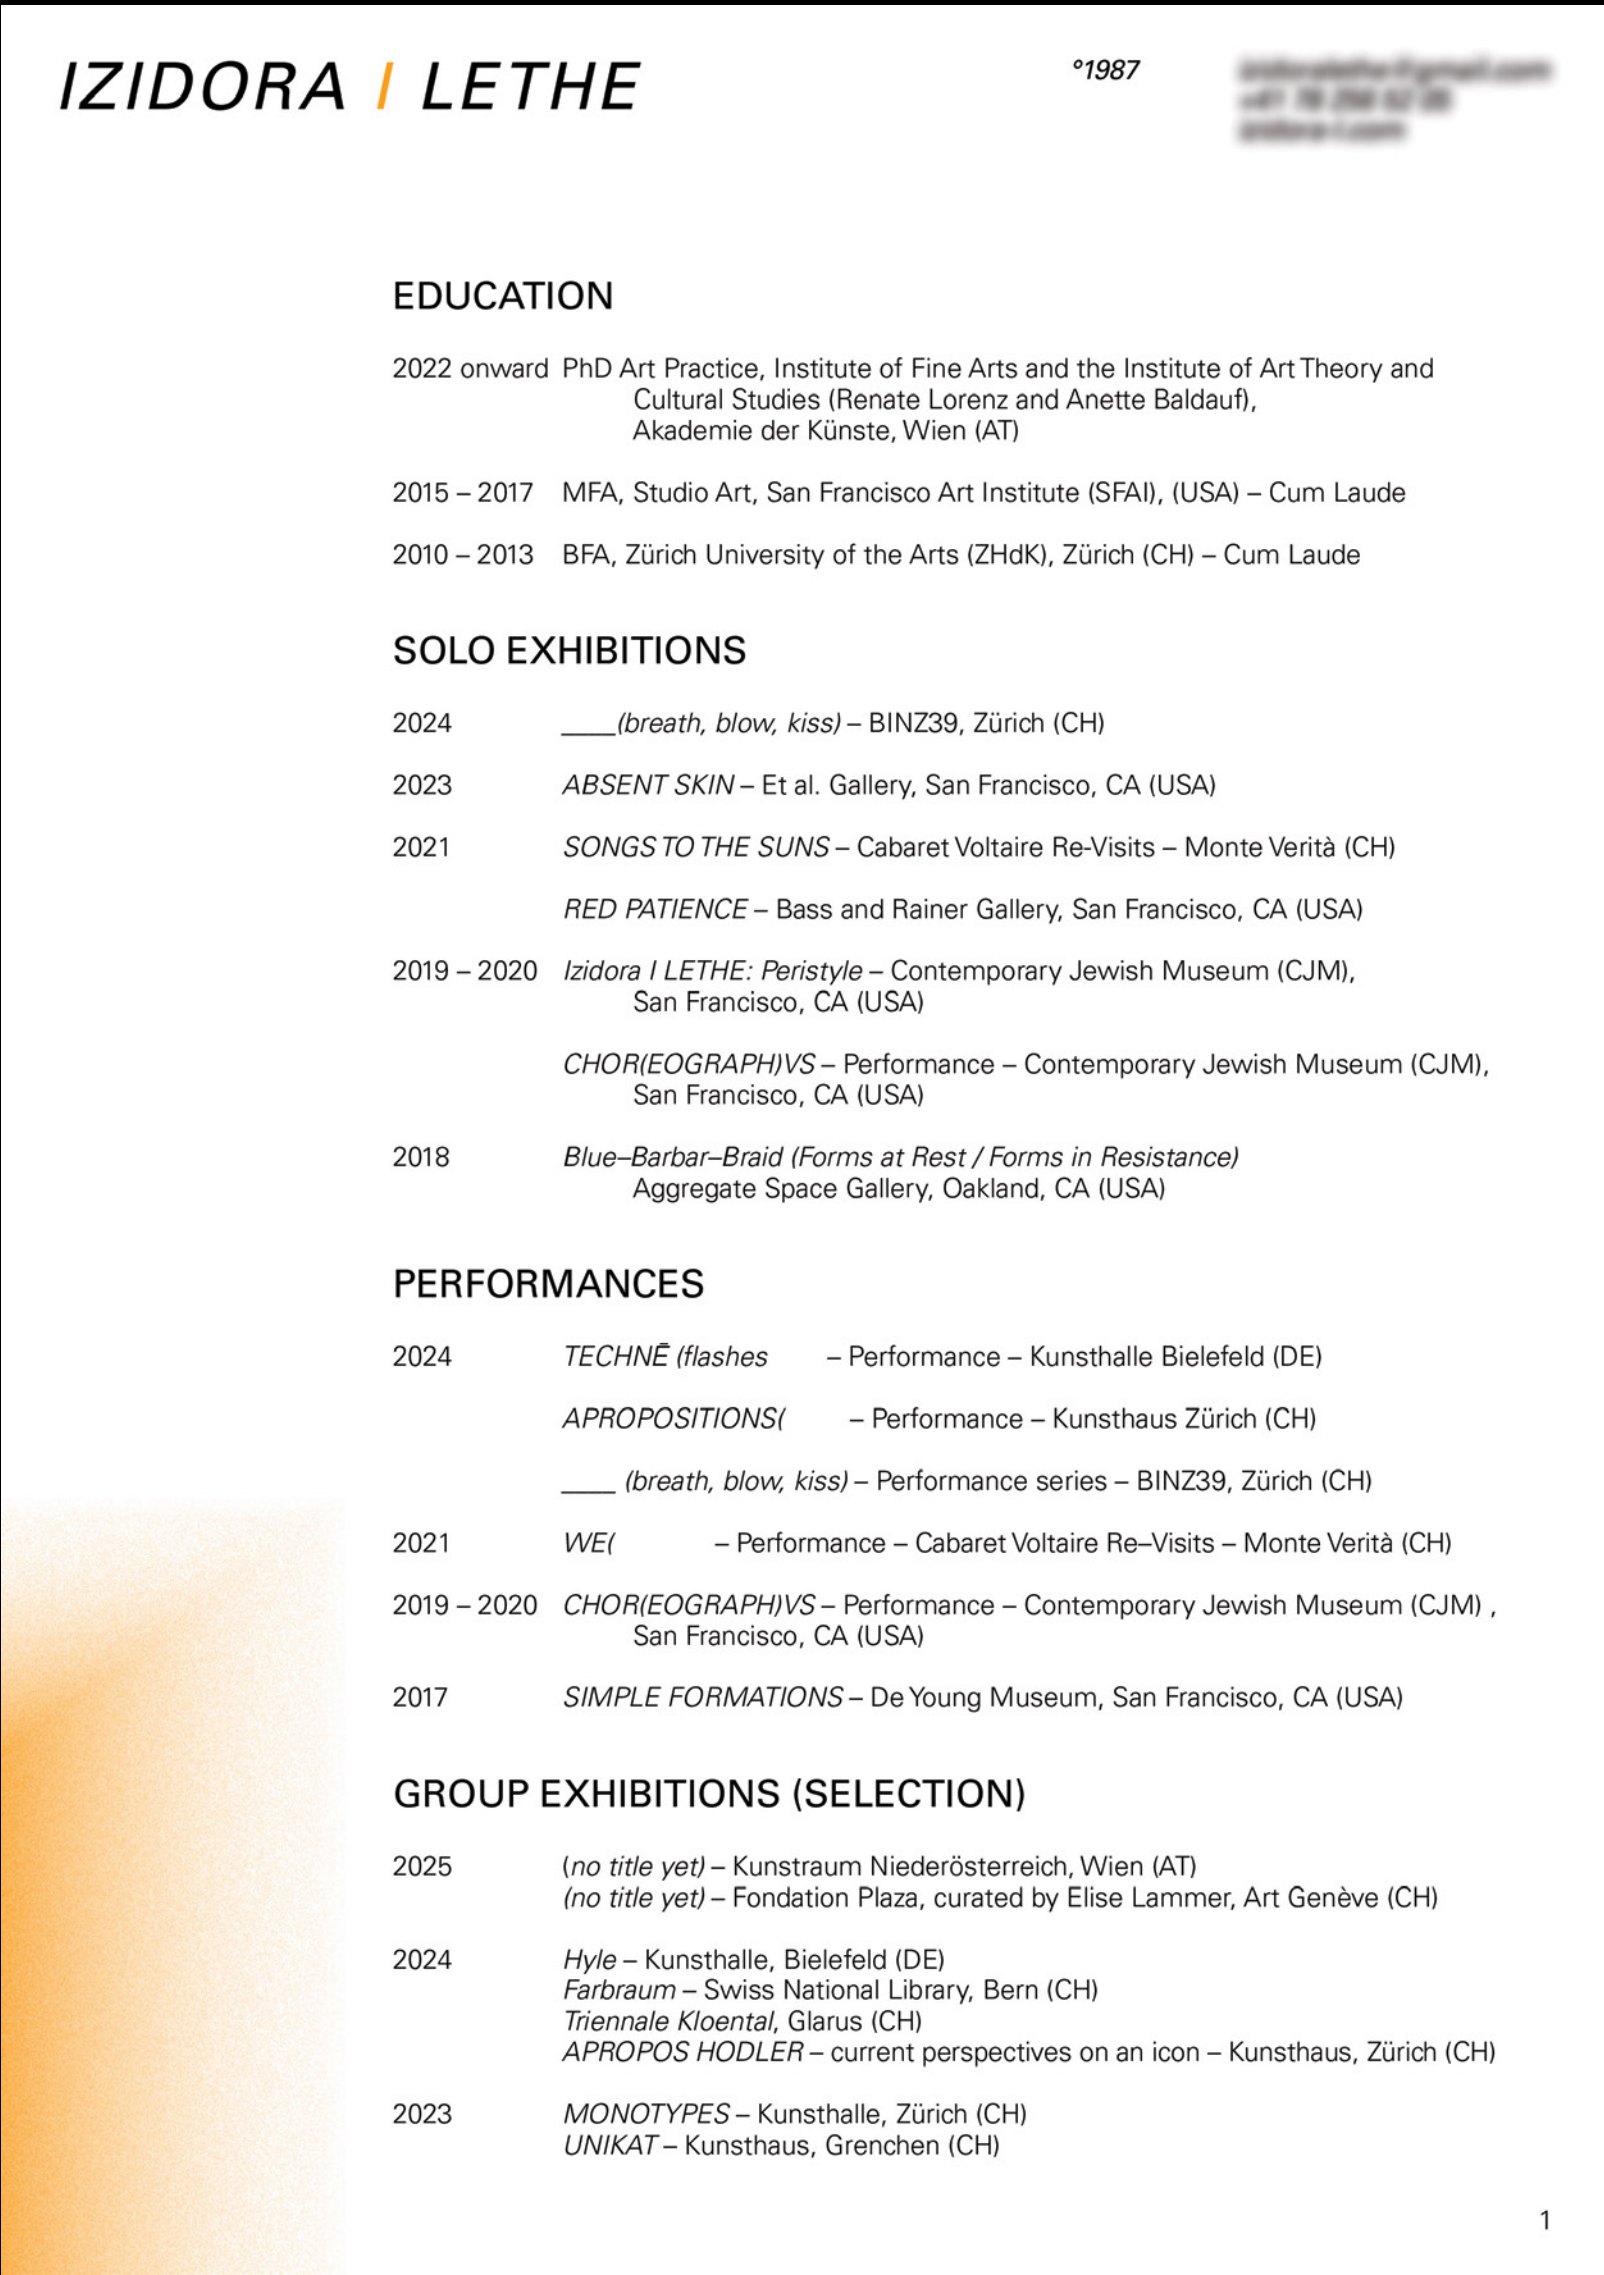 IZIDORA I LETHE
°1987
EDUCATION
2022 onward PhD Art Practice, Institute of Fine Arts and the Institute of Art Theory and
Cultural Studies (Renate Lorenz and Anette Baldauf),
Akademie der Künste, Wien (AT)
2015 – 2017 MFA, Studio Art, San Francisco Art Institute (SFAI), (USA) – Cum Laude
2010 – 2013 BFA, Zürich University of the Arts (ZHdK), Zürich (CH) – Cum Laude
SOLO EXHIBITIONS
2024 ____(breath, blow, kiss) – BINZ39, Zürich (CH)
2023 ABSENT SKIN – Et al. Gallery, San Francisco, CA (USA)
2021 SONGS TO THE SUNS – Cabaret Voltaire Re-Visits – Monte Verità (CH)
RED PATIENCE – Bass and Rainer Gallery, San Francisco, CA (USA)
2019 – 2020 Izidora I LETHE: Peristyle – Contemporary Jewish Museum (CJM),
San Francisco, CA (USA)
CHOR(EOGRAPH)VS – Performance – Contemporary Jewish Museum (CJM),
San Francisco, CA (USA)
2018 Blue–Barbar–Braid (Forms at Rest / Forms in Resistance)
Aggregate Space Gallery, Oakland, CA (USA)
PERFORMANCES
2024 TECHNĒ (flashes – Performance – Kunsthalle Bielefeld (DE)
APROPOSITIONS( – Performance – Kunsthaus Zürich (CH)
____ (breath, blow, kiss) – Performance series – BINZ39, Zürich (CH)
2021 WE( – Performance – Cabaret Voltaire Re–Visits – Monte Verità (CH)
2019 – 2020 CHOR(EOGRAPH)VS – Performance – Contemporary Jewish Museum (CJM) ,
San Francisco, CA (USA)
2017 SIMPLE FORMATIONS – De Young Museum, San Francisco, CA (USA)
GROUP EXHIBITIONS (SELECTION)
2025 (no title yet) – Kunstraum Niederösterreich, Wien (AT)
(no title yet) – Fondation Plaza, curated by Elise Lammer, Art Genève (CH)
2024 Hyle – Kunsthalle, Bielefeld (DE)
Farbraum – Swiss National Library, Bern (CH)
Triennale Kloental, Glarus (CH)
APROPOS HODLER – current perspectives on an icon – Kunsthaus, Zürich (CH)
2023 MONOTYPES – Kunsthalle, Zürich (CH)
UNIKAT – Kunsthaus, Grenchen (CH)
1